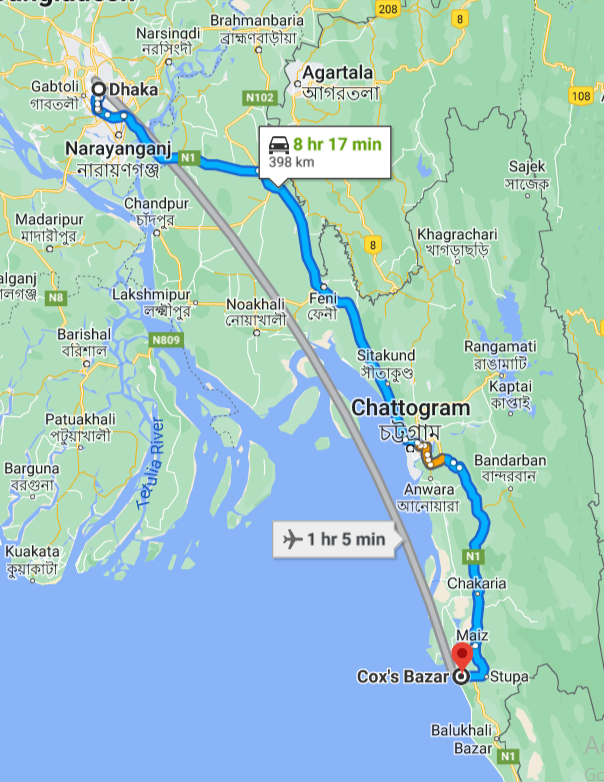 Brahmanbaria
ব্রাহ্মণবাড়ীয়া
208
8
Narsingdi
নরসিংদী
Agartala
আগরতলা
Gabtoli
গাবতলী
Dhaka
N102
108
Narayanganj
নারায়ণগঞ্জ
N1
8 hr 17 min
398 km
Sajek
সাজেক
Chandpur
চাঁদপুর
Madaripur
মাদারীপুর
8
Khagrachari
খাগড়াছড়ি
N8
Lakshmipur
লক্ষ্মীপুর
Noakhali
নোয়াখালী
Feni
ফেনী
Barishal
বরিশাল
N809
Sitakund
সীতাকুণ্ড
Rangamati
রাঙামাটি
Kaptai
কাপ্তাই
Chattogram
চট্টগ্রাম
Patuakhali
পটুয়াখালী
Tetulia River
Barguna
বরগুনা
Bandarban
বান্দরবান
Anwara
আনোয়ারা
Kuakata
কুয়াকাটা
1 hr 5 min
N1
Chakaria
Maiz
Cox's Bazar
Stupa
Balukhali
Bazar
N1